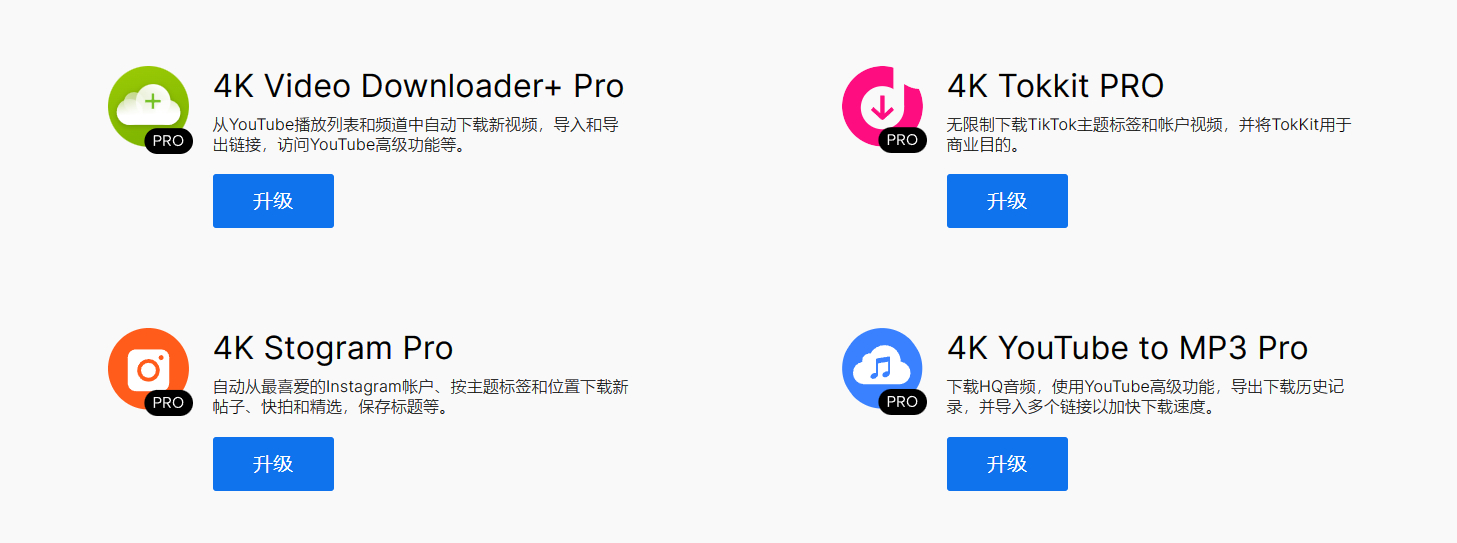 4K Video Downloader+ Pro
从YouTube播放列表和频道中自动下载新视频，导入和导
出链接，访问YouTube高级功能等。
PRO
升级
4K Tokkit PRO
无限制下载TikTok主题标签和帐户视频，并将TokKit用于
商业目的。
PRO
升级
4K Stogram Pro
自动从最喜爱的Instagram帐户、按主题标签和位置下载新
帖子、快拍和精选，保存标题等。
PRO
升级
4K YouTube to MP3 Pro
下载HQ音频，使用YouTube高级功能，导出下载历史记
录，并导入多个链接以加快下载速度。
PRO
升级